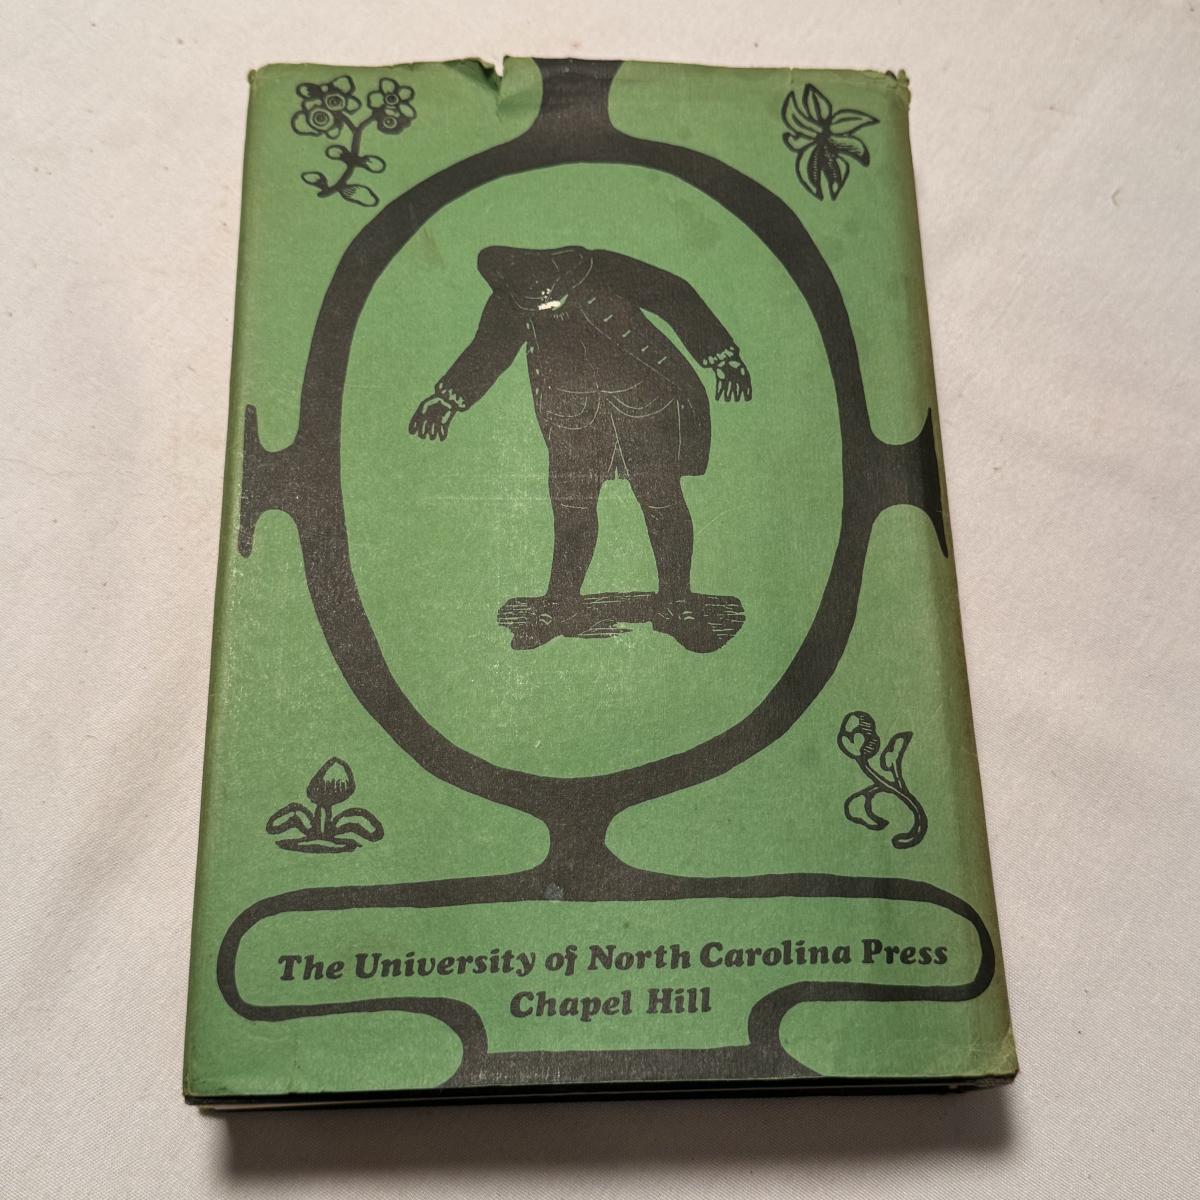 The University of North Carolina Press
Chapel Hill